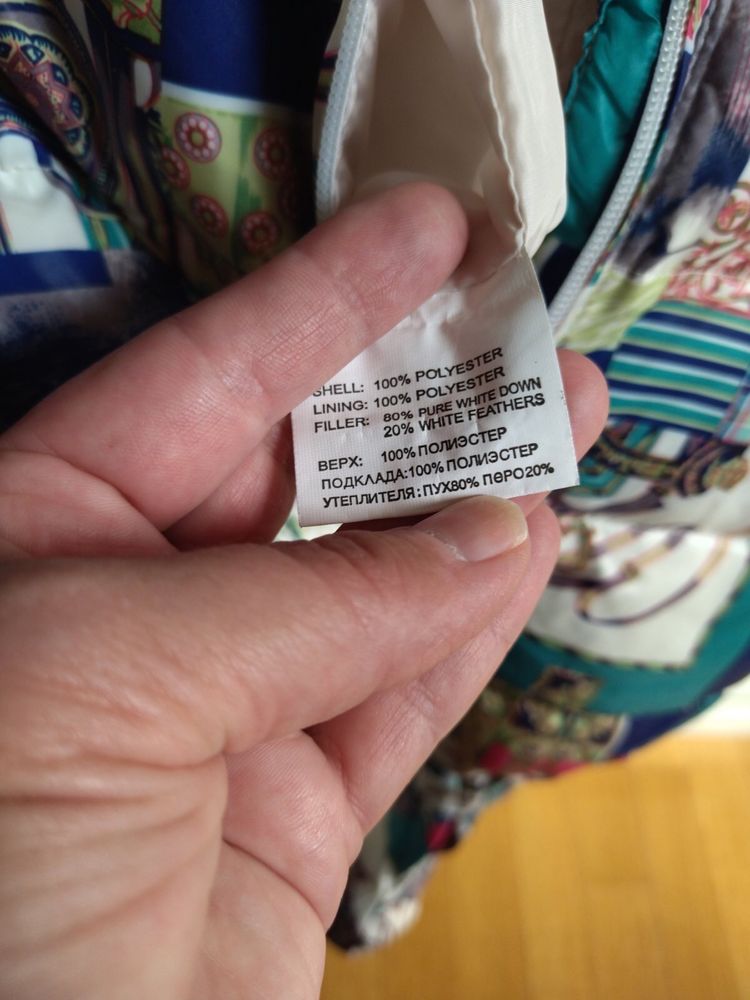 SHELL: 100% POLYESTER
LINING: 100% POLYESTER
FILLER: 80% PURE WHITE DOWN
20% WHITE FEATHERS
ВЕРХ: 100% ПОЛИЭСТЕР
ПОДКЛАДА:100% ПОЛИЭСТЕР
УТЕПЛИТЕЛЯ: ПУХ80% ПЕРО20%